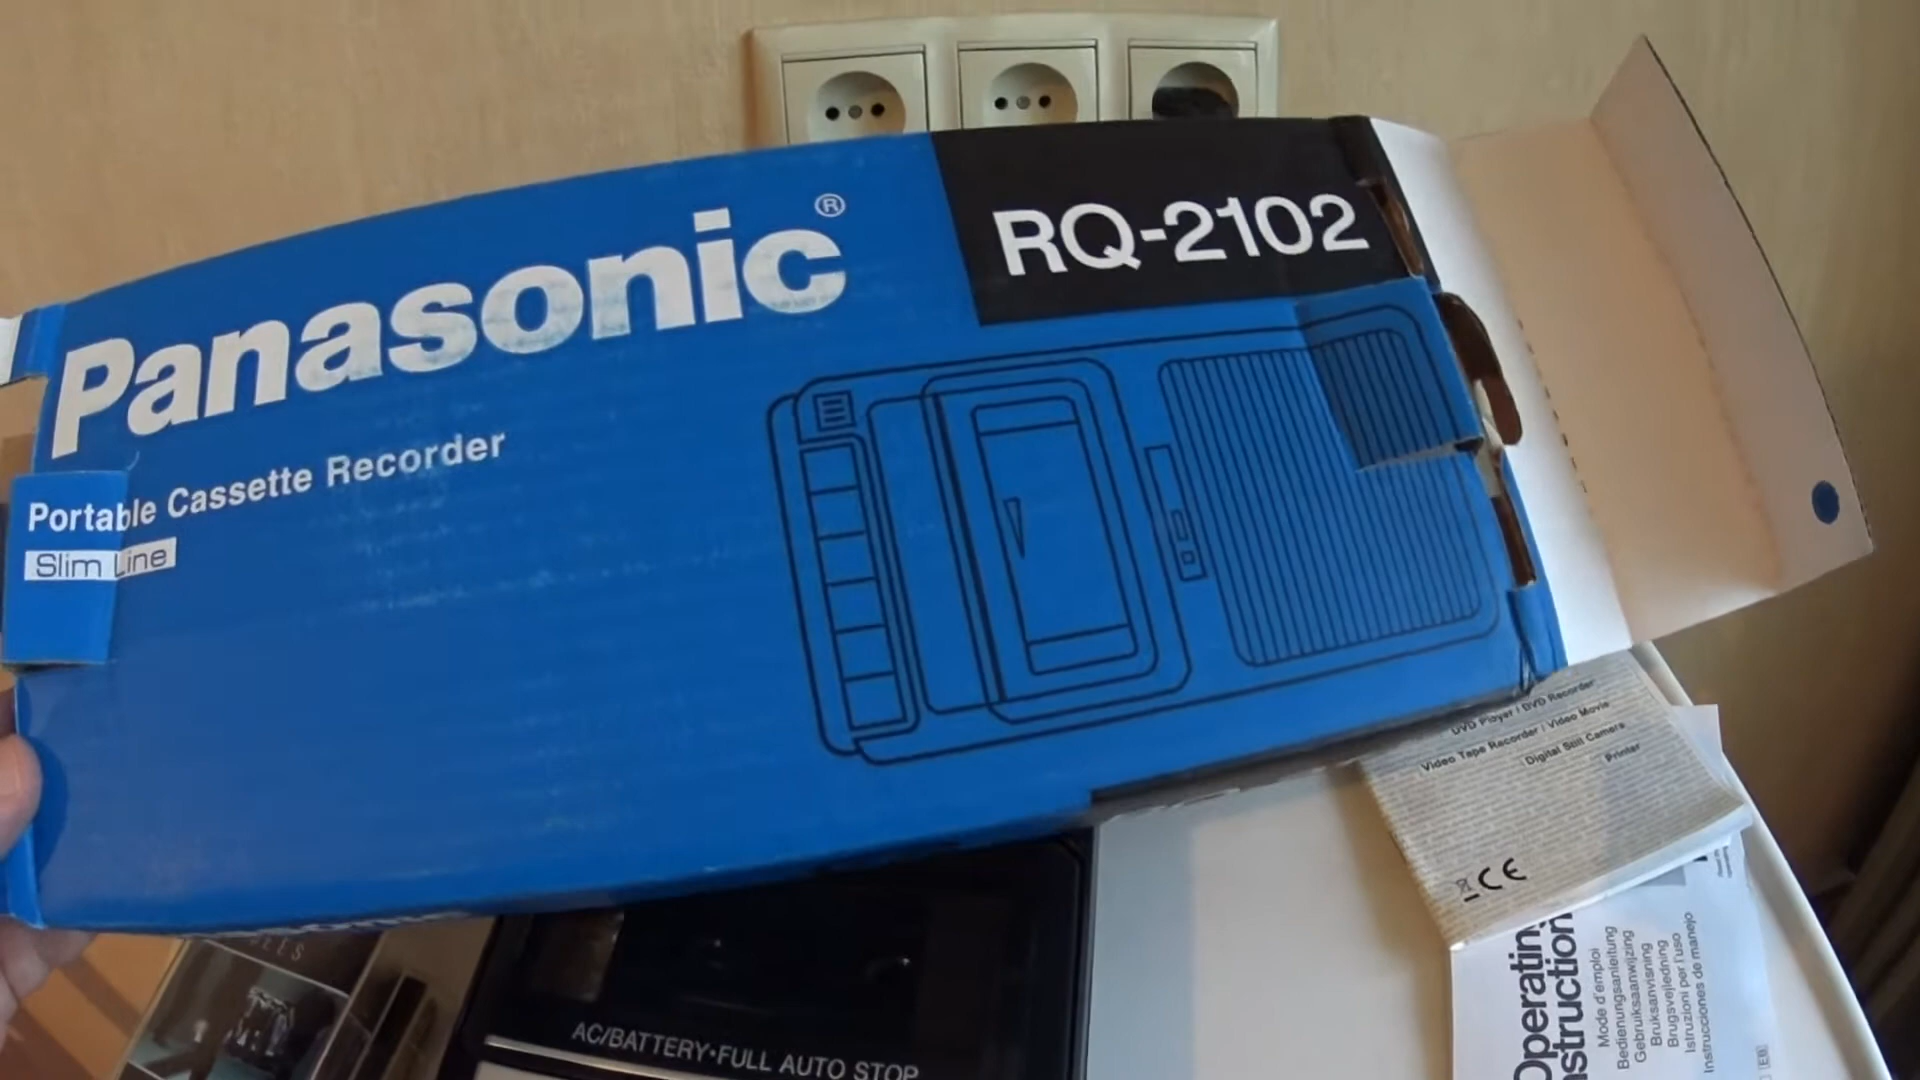 Panasonic®
RQ-2102
Portable Cassette Recorder
Slim Line
DVD Player / DVD Recorder
Video Tape Recorder / Video Movie
Digital Still Camera
Printer
CE
Operating
Instruction
Mode d'emploi
Bedienungsanleitung
Gebruiksaanwijzing
Bruksanvisning
Brugsvejledning
Istruzioni per l'uso
Instrucciones de manejo
AC/BATTERY•FULL AUTO STOP